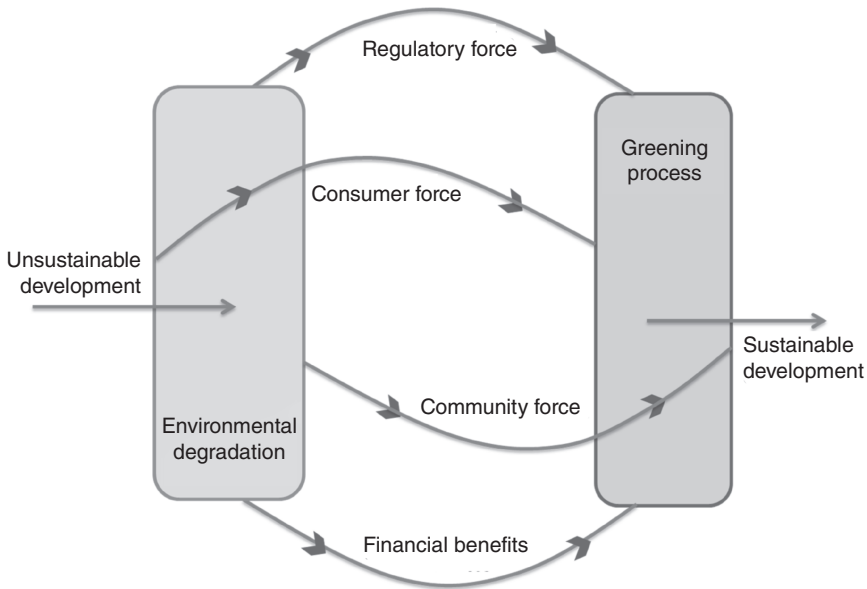 Regulatory force
Greening
process
Consumer force
Unsustainable
development
Sustainable
development
Community force
Environmental
degradation
Financial benefits